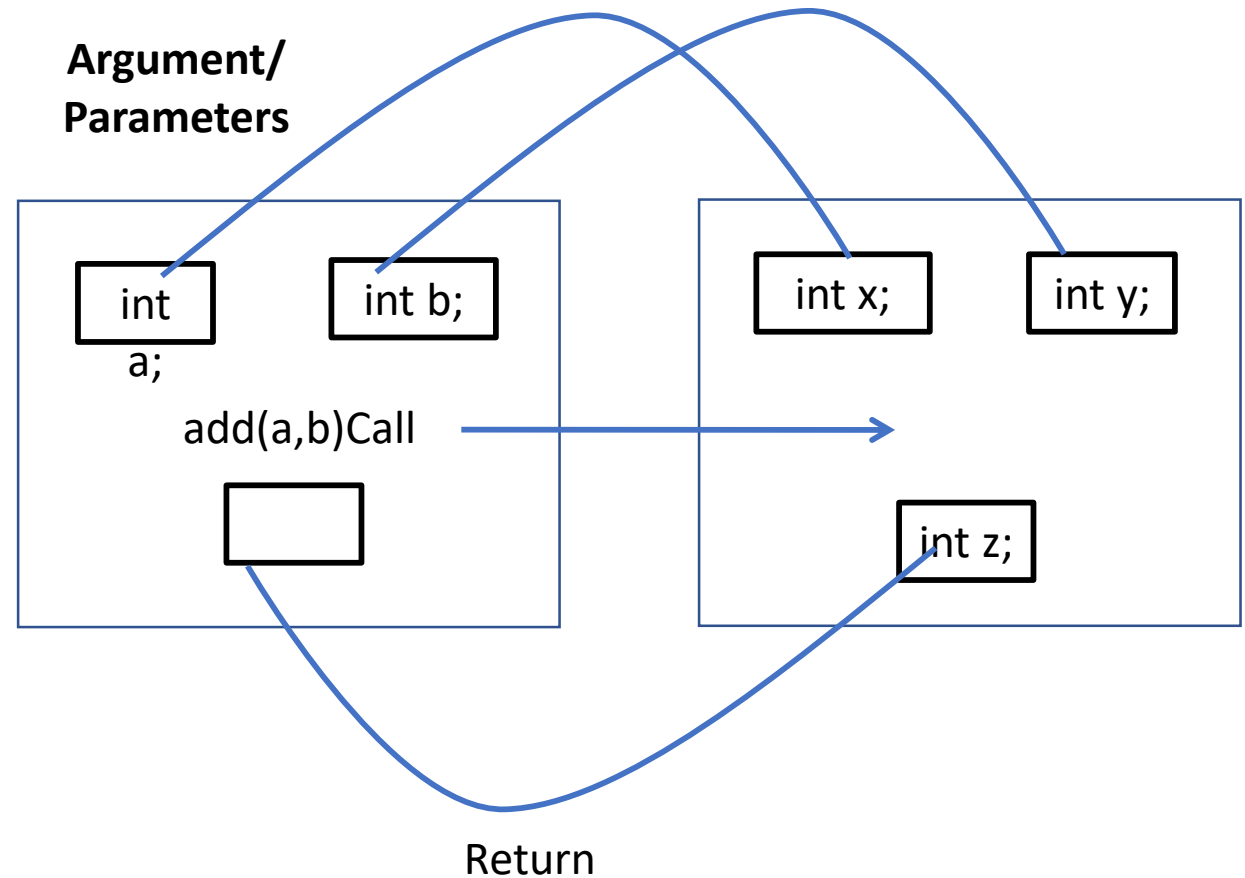 Argument/
Parameters
int
a;
int b;
int x;
int y;
add(a,b)Call
int z;
Return